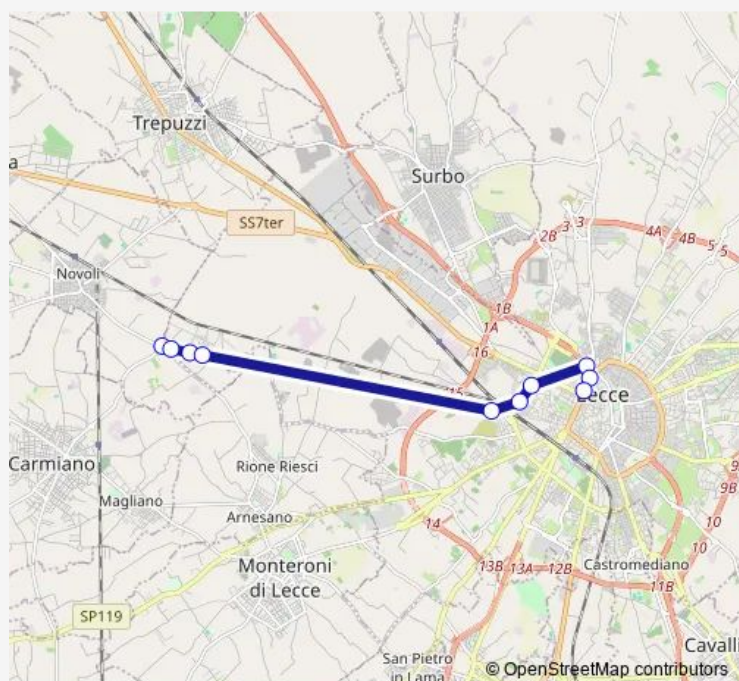 Trepuzzi
a
Surbo
SS7ter
2B
3
3
4A
4B
5
5
Novoli
1B
1A
16
15
Lecce
Carmiano
Rione Riesci
9B
Magliano
Arnesano
10
9B
14
10
Monteroni
di Lecce
13B
13A
12B
Castromediano
11B
SP119
San Pietro
in Lama
Cavalli
© OpenStreetMap contributors